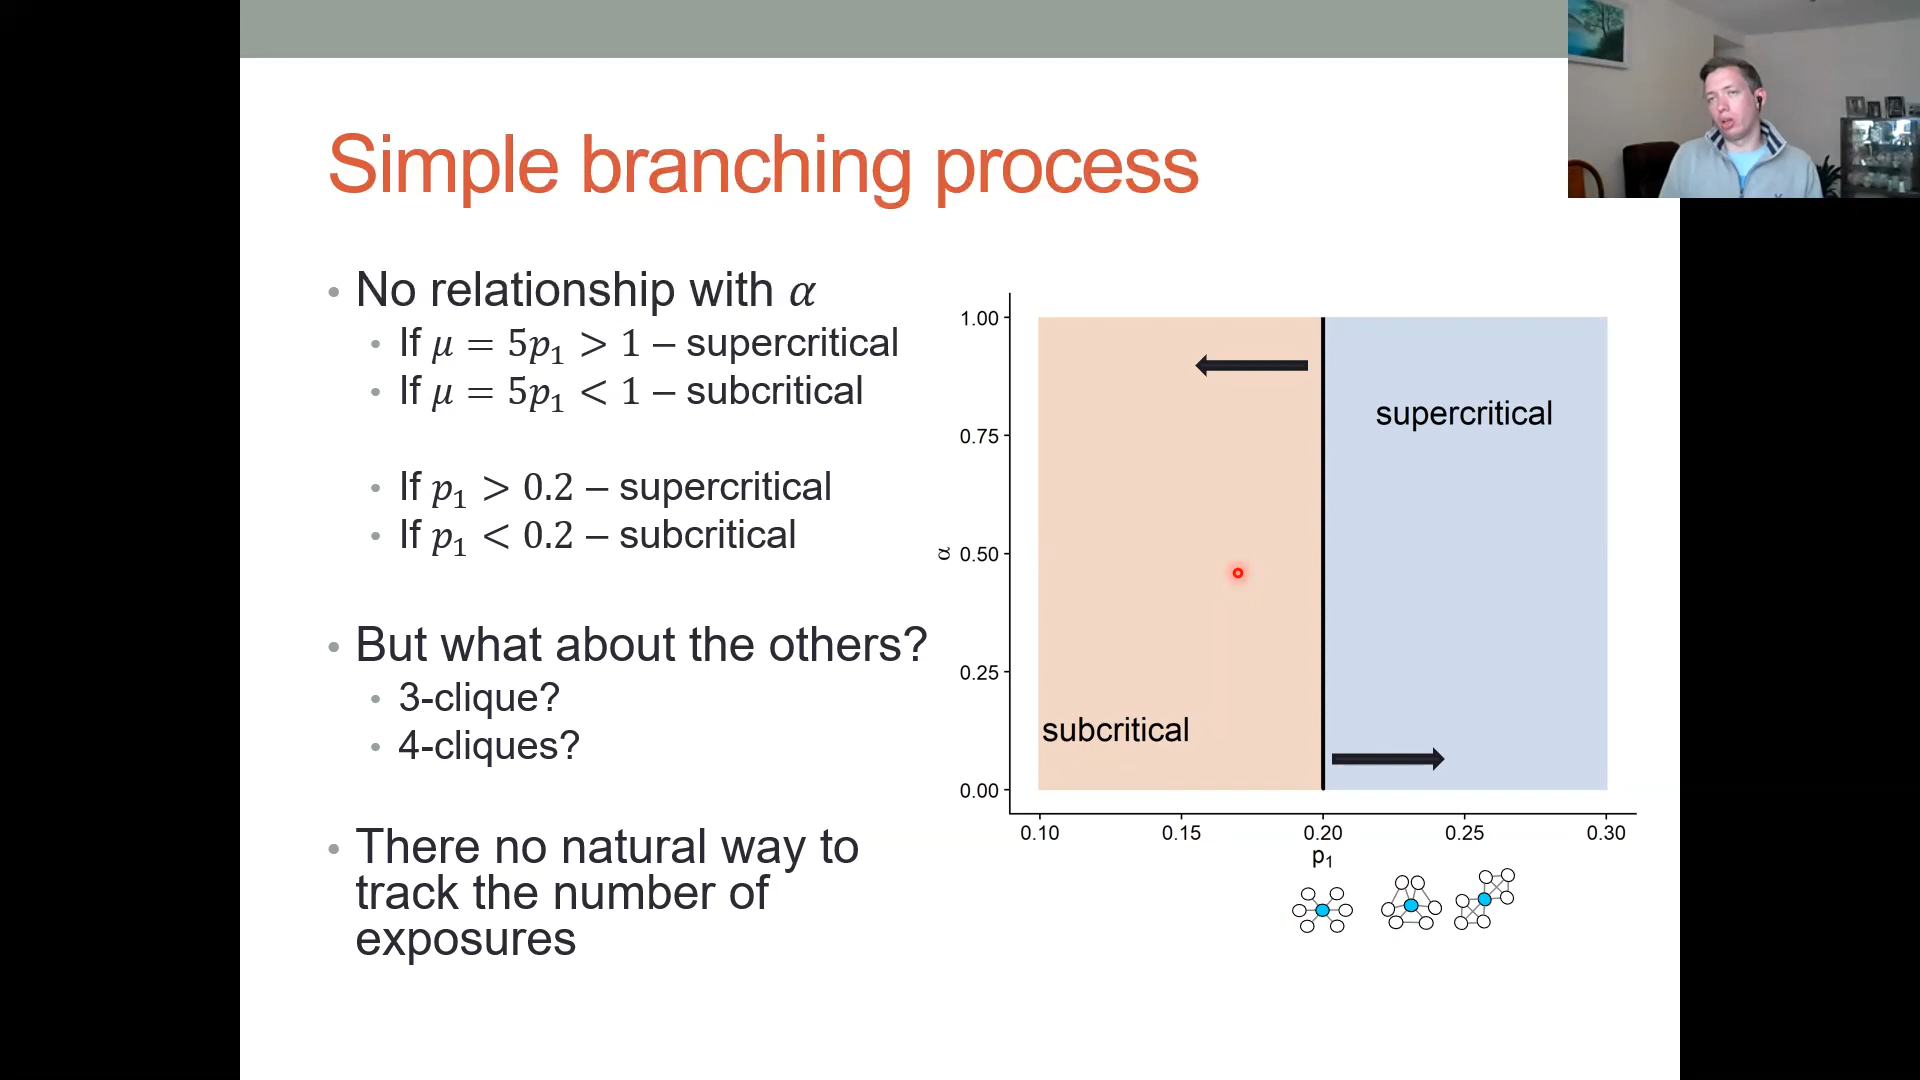 Simple branching process
• No relationship with α
• If μ = 5p₁ > 1 – supercritical
• If μ = 5p₁ < 1 – subcritical
• If p₁ > 0.2 – supercritical
• If p₁ < 0.2 – subcritical
• But what about the others?
• 3-clique?
• 4-cliques?
• There no natural way to
track the number of
exposures
1.00
0.75
0.50
0.25
0.00
α
supercritical
subcritical
0.10 0.15 0.20 0.25 0.30
p₁